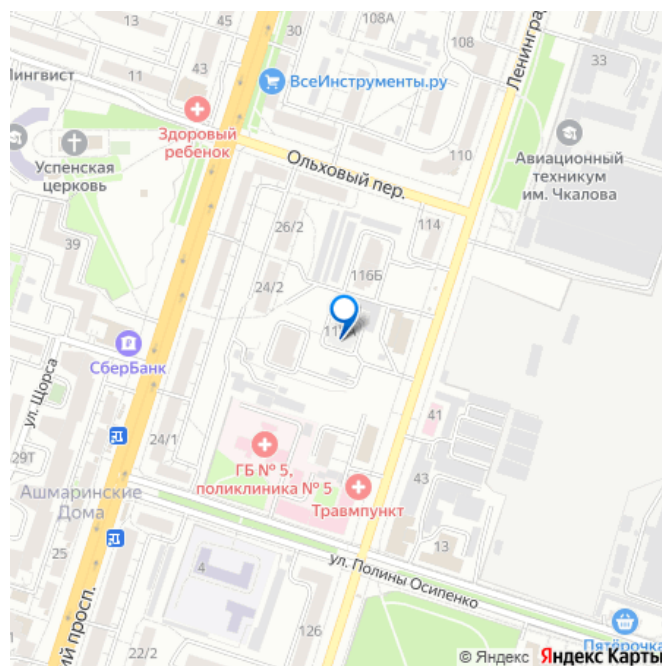 108А
30
108
Ленингра
33
43
11
13
Лингвист
ВсеИнструменты.ру
Здоровый
ребенок
Успенская
церковь
Ольховый пер.
110
Авиационный
техникум
им. Чкалова
26/2
114
39
116Б
24/2
СберБанк
ул. Щорса
41
24/1
29Т
ГБ № 5,
поликлиника № 5
43
Травмпункт
Ашмаринские
Дома
13
25
4
ул. Полины Осипенко
ий просп.
126
22/2
Пятёрочка
© Яндекс Яндекс Карты